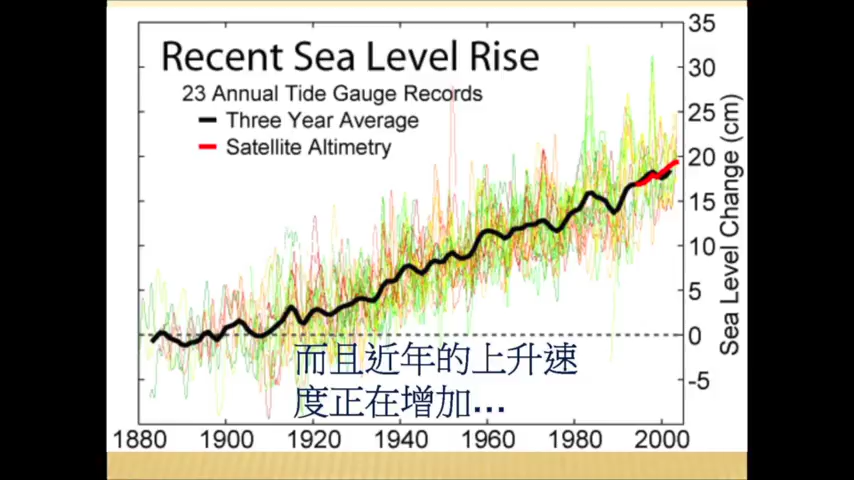 Recent Sea Level Rise
23 Annual Tide Gauge Records
Three Year Average
Satellite Altimetry
35
30
25
20
15
10
5
0
-5
Sea Level Change (cm)
而且近年的上升速
度正在增加...
1880 1900 1920 1940 1960 1980 2000